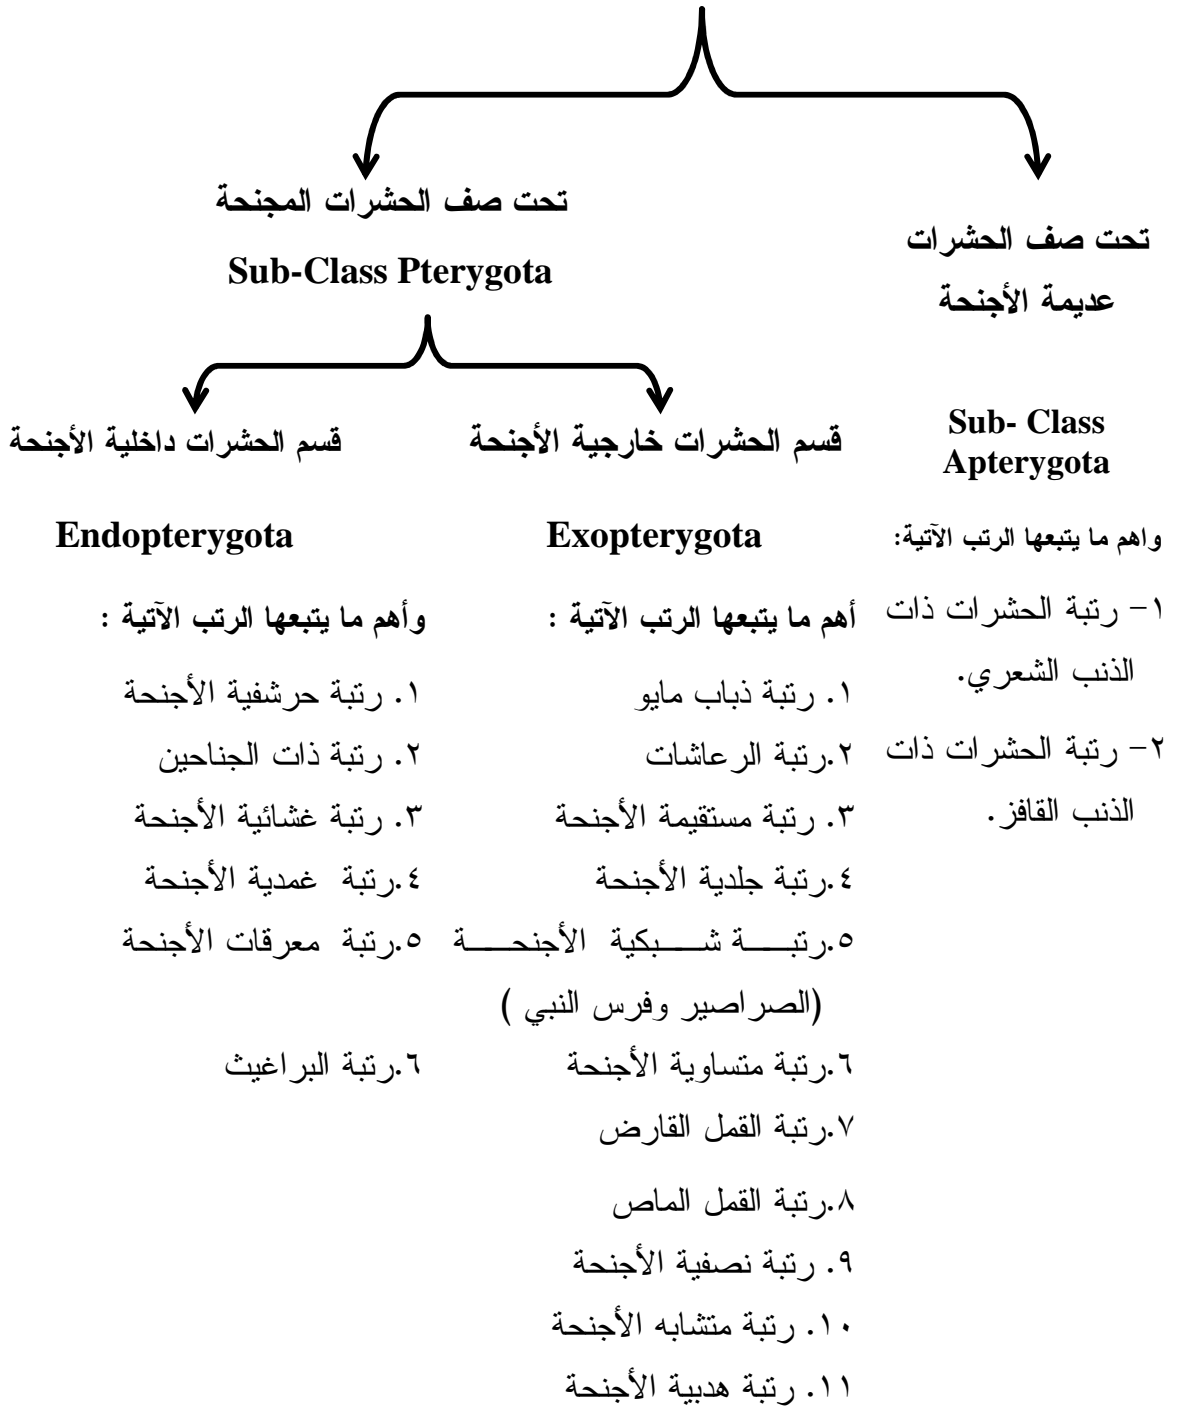 تحت صف الحشرات
عديمة الأجنحة
Sub- Class
Apterygota
واهم ما يتبعها الرتب الآتية:
١- رتبة الحشرات ذات
الذنب الشعري.
٢- رتبة الحشرات ذات
الذنب القافز.
تحت صف الحشرات المجنحة
Sub-Class Pterygota
قسم الحشرات خارجية الأجنحة
Exopterygota
أهم ما يتبعها الرتب الآتية :
١. رتبة ذباب مايو
٢.رتبة الرعاشات
٣. رتبة مستقيمة الأجنحة
٤.رتبة جلدية الأجنحة
٥.رتبـــــة شـــــبكية الأجنحـــــة
(الصراصير وفرس النبي )
٦.رتبة متساوية الأجنحة
٧.رتبة القمل القارض
٨.رتبة القمل الماص
٩. رتبة نصفية الأجنحة
١٠. رتبة متشابه الأجنحة
١١. رتبة هدبية الأجنحة
قسم الحشرات داخلية الأجنحة
Endopterygota
وأهم ما يتبعها الرتب الآتية :
١. رتبة حرشفية الأجنحة
٢. رتبة ذات الجناحين
٣. رتبة غشائية الأجنحة
٤.رتبة غمدية الأجنحة
٥.رتبة معرقات الأجنحة
٦.رتبة البراغيث